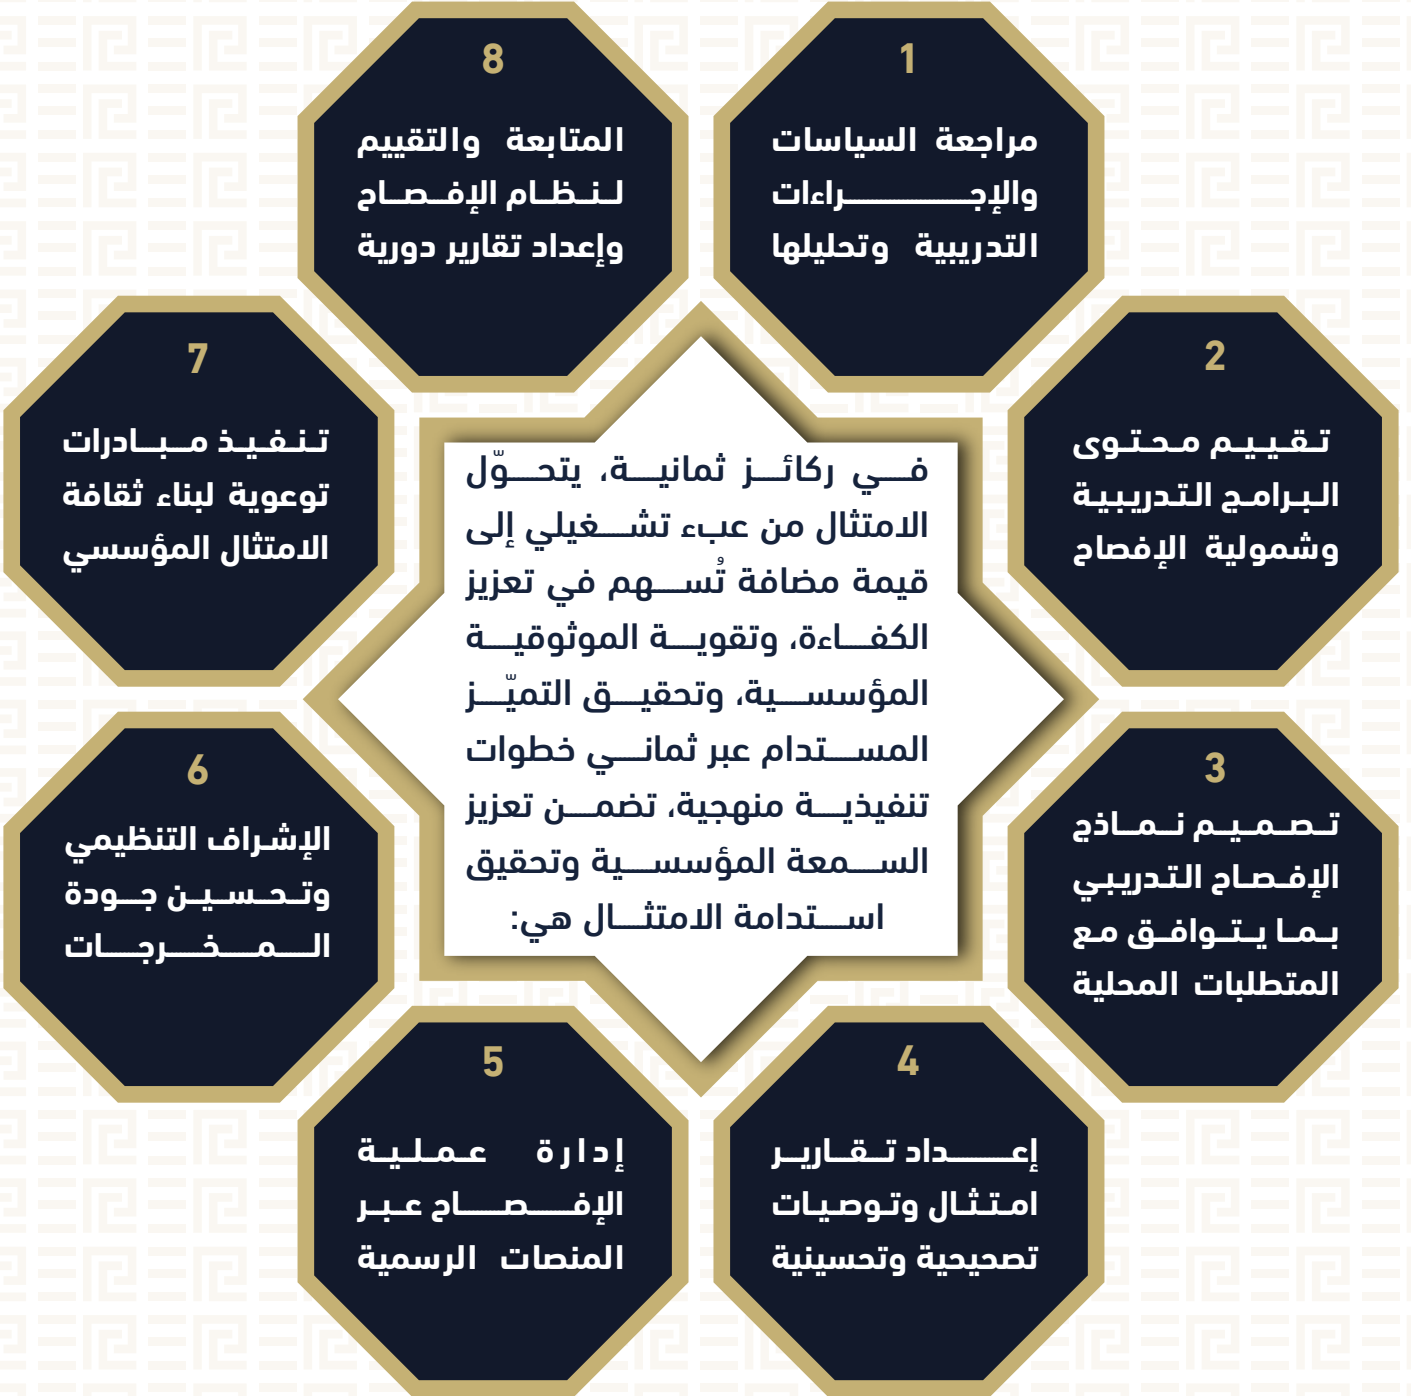 في ركائز ثمانية، يتحوّل
الامتثال من عبء تشغيلي إلى
قيمة مضافة تُسهم في تعزيز
الكفاءة، وتقوية الموثوقية
المؤسسية، وتحقيق التميّز
المستدام عبر ثماني خطوات
تنفيذية منهجية، تضمن تعزيز
السمعة المؤسسية وتحقيق
استدامة الامتثال هي:
1
مراجعة السياسات
والإجراءات
التدريبية وتحليلها
2
تقييم محتوى
البرامج التدريبية
وشمولية الإفصاح
3
تصميم نماذج
الإفصاح التدريبي
بما يتوافق مع
المتطلبات المحلية
4
إعداد تقارير
امتثال وتوصيات
تصحيحية وتحسينية
5
إدارة عملية
الإفصاح عبر
المنصات الرسمية
6
الإشراف التنظيمي
وتحسين جودة
المخرجات
7
تنفيذ مبادرات
توعوية لبناء ثقافة
الامتثال المؤسسي
8
المتابعة والتقييم
لنظام الإفصاح
وإعداد تقارير دورية